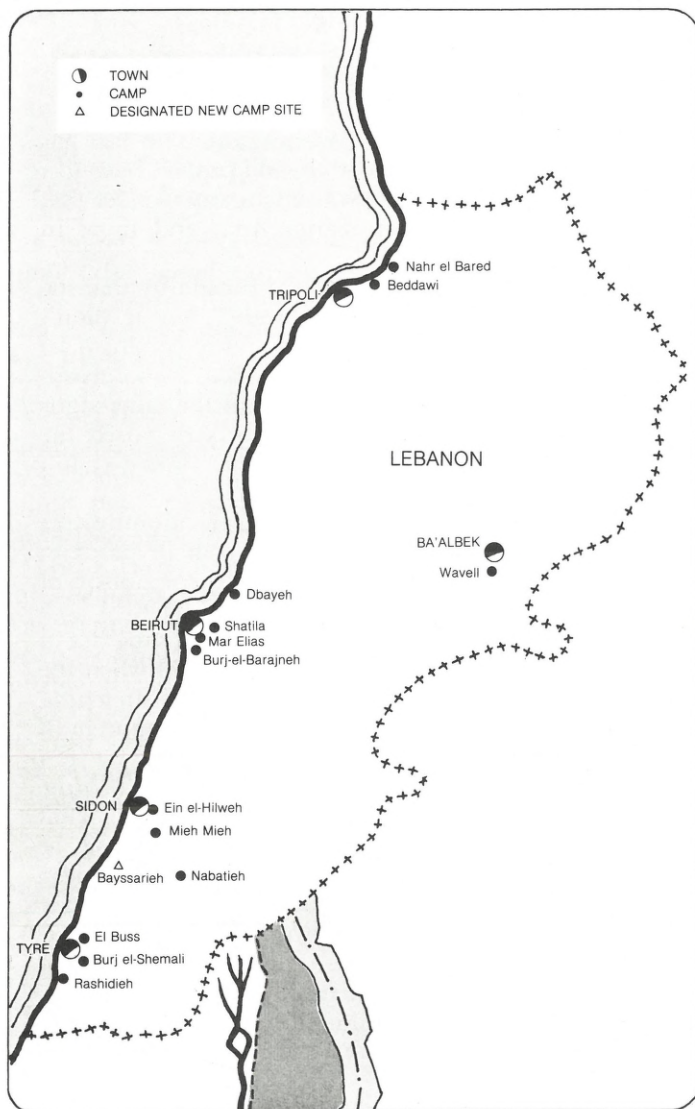 TOWN
CAMP
DESIGNATED NEW CAMP SITE
Nahr el Bared
Beddawi
TRIPOLI
LEBANON
BA'ALBEK
Wavell
Dbayeh
BEIRUT
Shatila
Mar Elias
Burj-el-Barajneh
SIDON
Ein el-Hilweh
Mieh Mieh
Bayssarieh
Nabatieh
El Buss
TYRE
Burj el-Shemali
Rashidieh